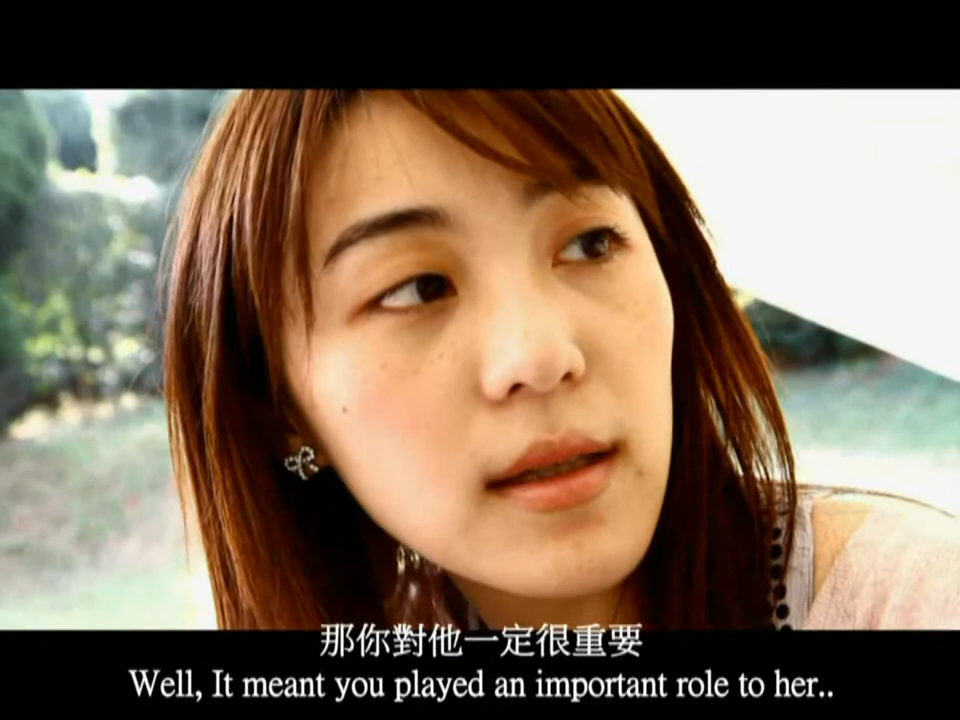 那你對他一定很重要
Well, It meant you played an important role to her..